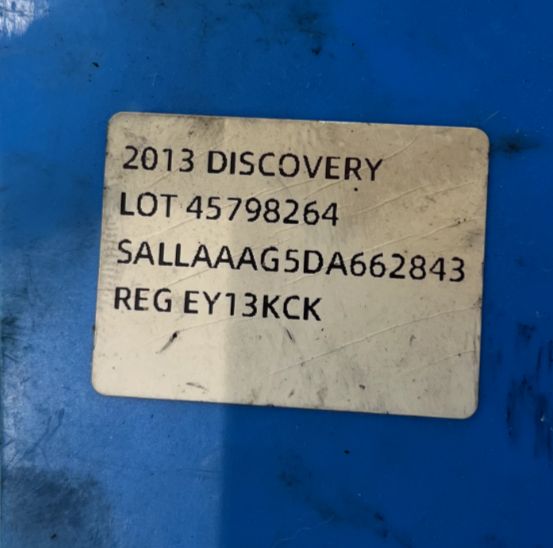 2013 DISCOVERY
LOT 45798264
SALLAAAG5DA662843
REG EY13KCK